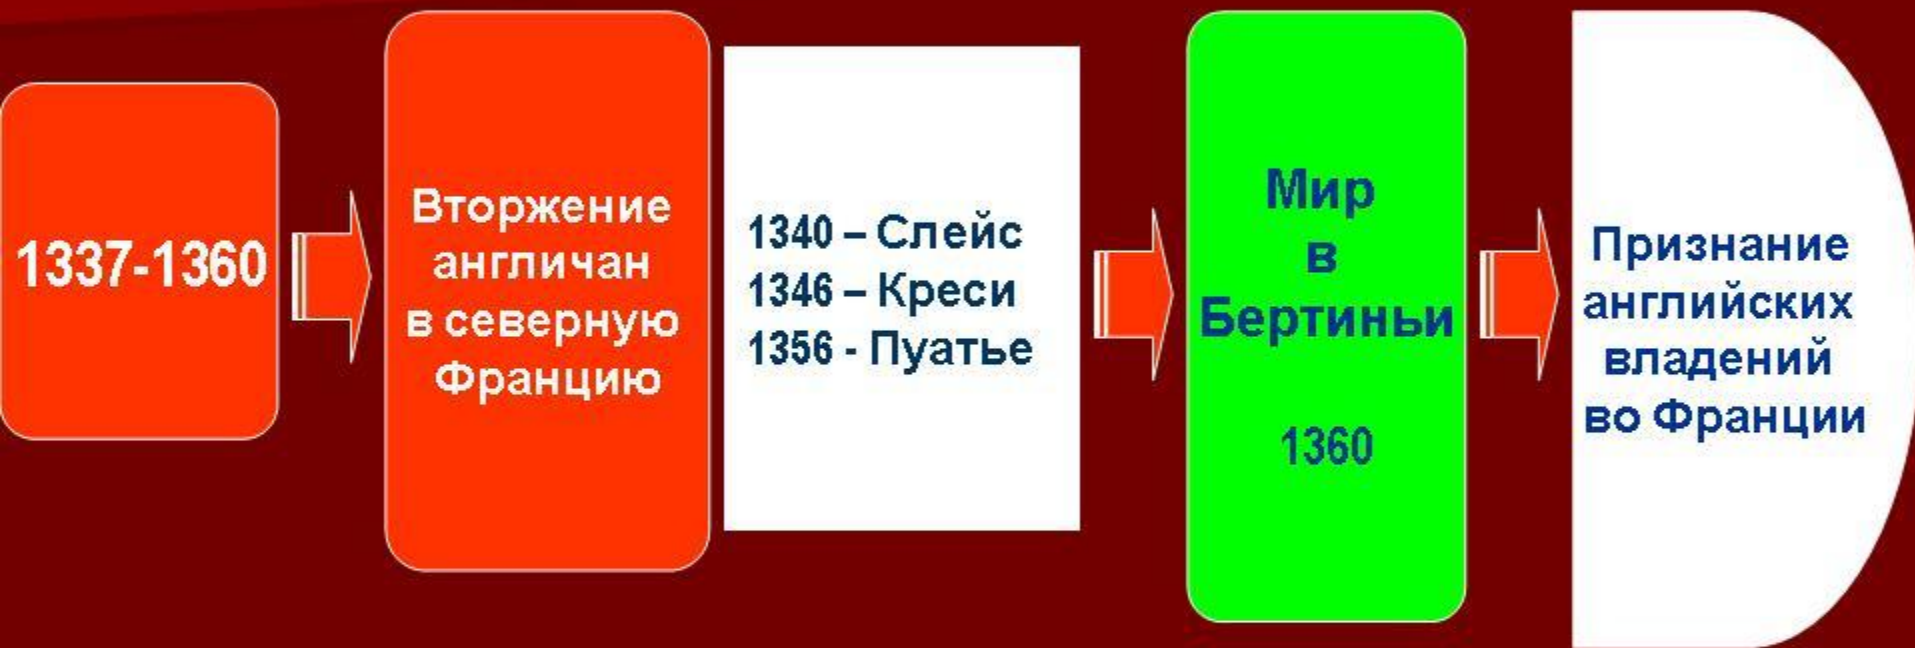 1337-1360
Вторжение
англичан
в северную
Францию
1340 – Слейс
1346 – Креси
1356 - Пуатье
Мир
в
Бертиньи
1360
Признание
английских
владений
во Франции